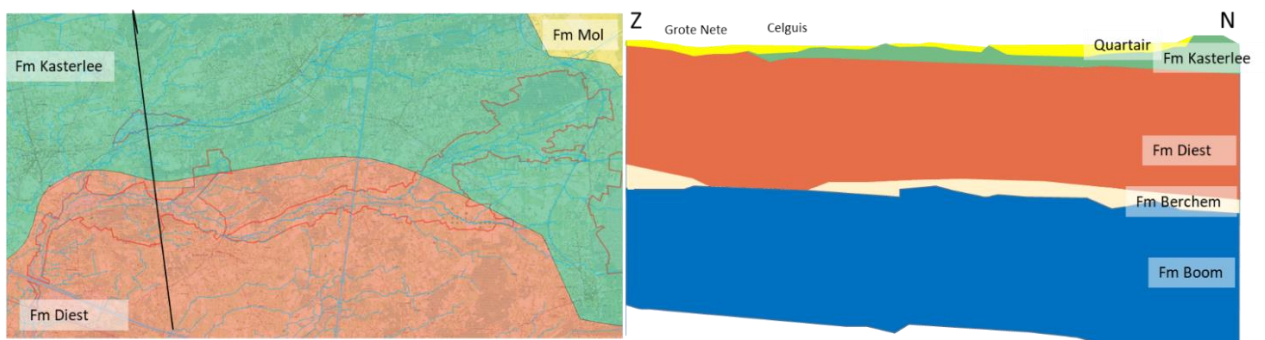 Fm Mol
Fm Kasterlee
Fm Diest
Z
Grote Nete
Celguis
N
Quartair
Fm Kasterlee
Fm Diest
Fm Berchem
Fm Boom